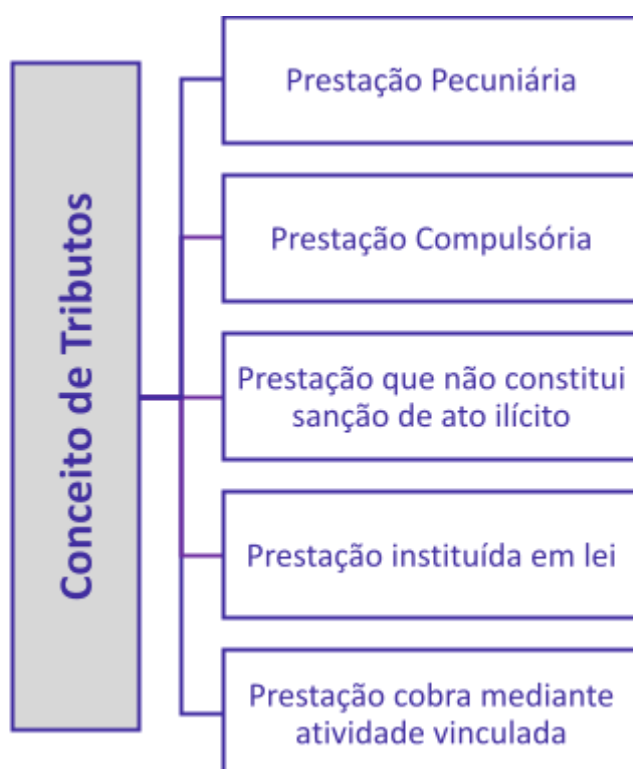 Conceito de Tributos
Prestação Pecuniária
Prestação Compulsória
Prestação que não constitui
sanção de ato ilícito
Prestação instituída em lei
Prestação cobra mediante
atividade vinculada